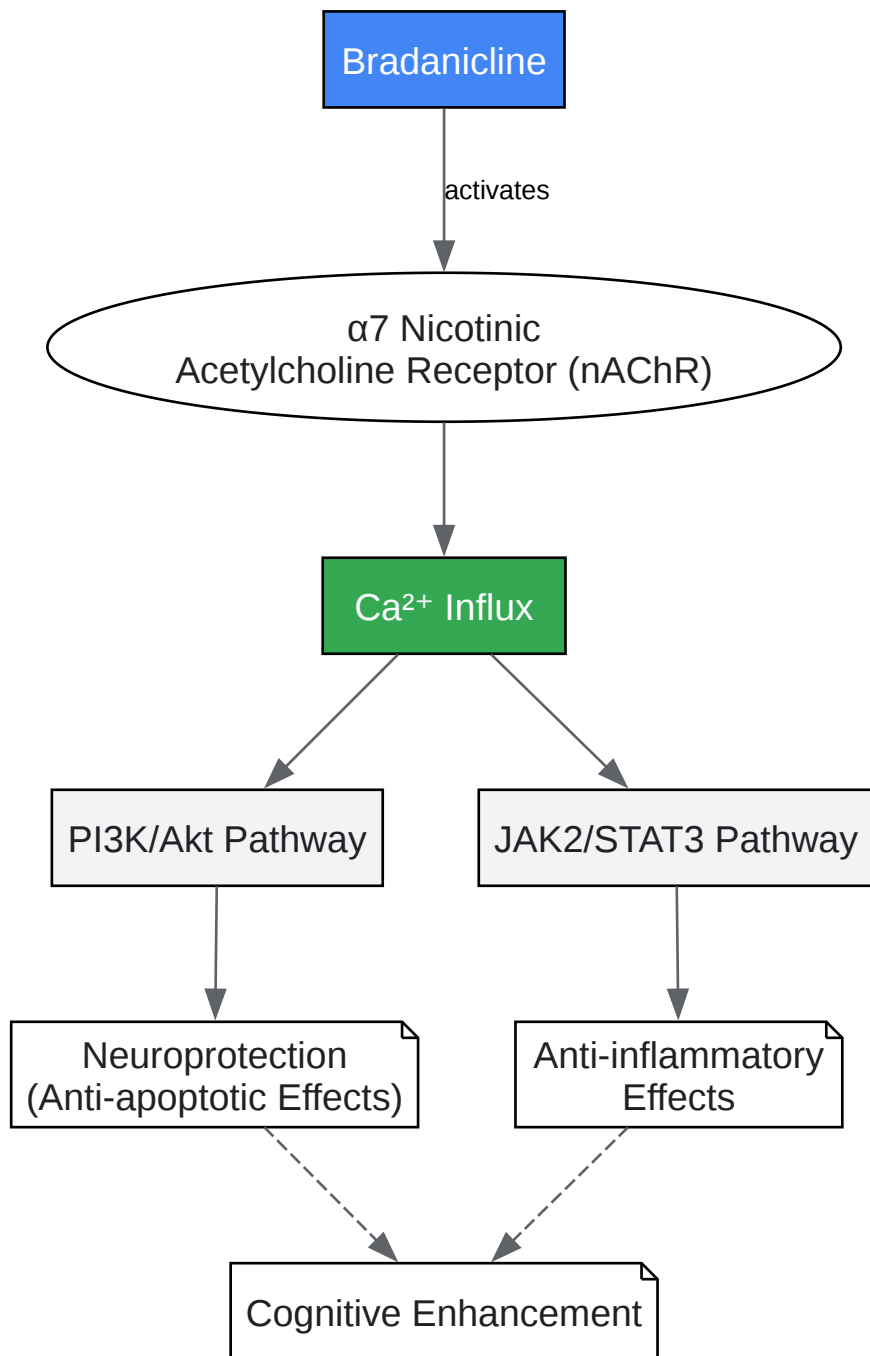 Bradanicline
activates
α7 Nicotinic
Acetylcholine Receptor (nAChR)
Ca²⁺ Influx
PI3K/Akt Pathway
JAK2/STAT3 Pathway
Neuroprotection
(Anti-apoptotic Effects)
Anti-inflammatory
Effects
Cognitive Enhancement